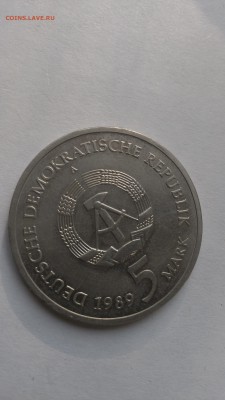 COINS.LAVE.RU
DEUTSCHE DEMOKRATISCHE REPUBLIK
A
5 MARK
1989